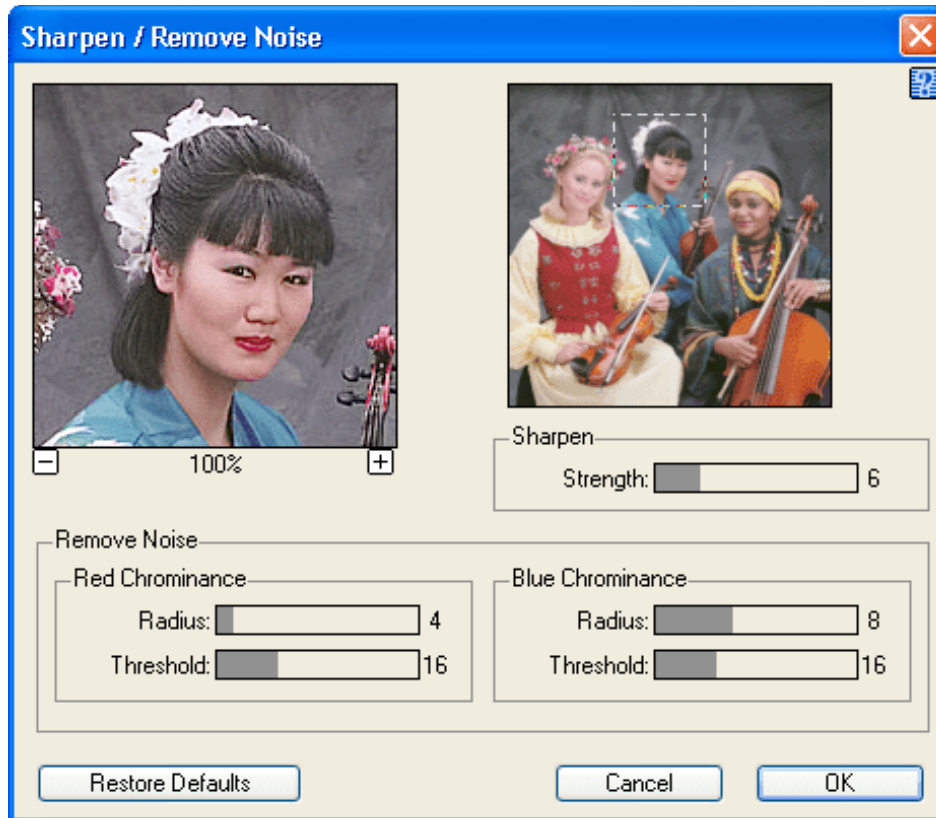 Sharpen / Remove Noise
100%
Sharpen
Strength: 6
Remove Noise
Red Chrominance
Radius: 4
Threshold: 16
Blue Chrominance
Radius: 8
Threshold: 16
Restore Defaults
Cancel
OK